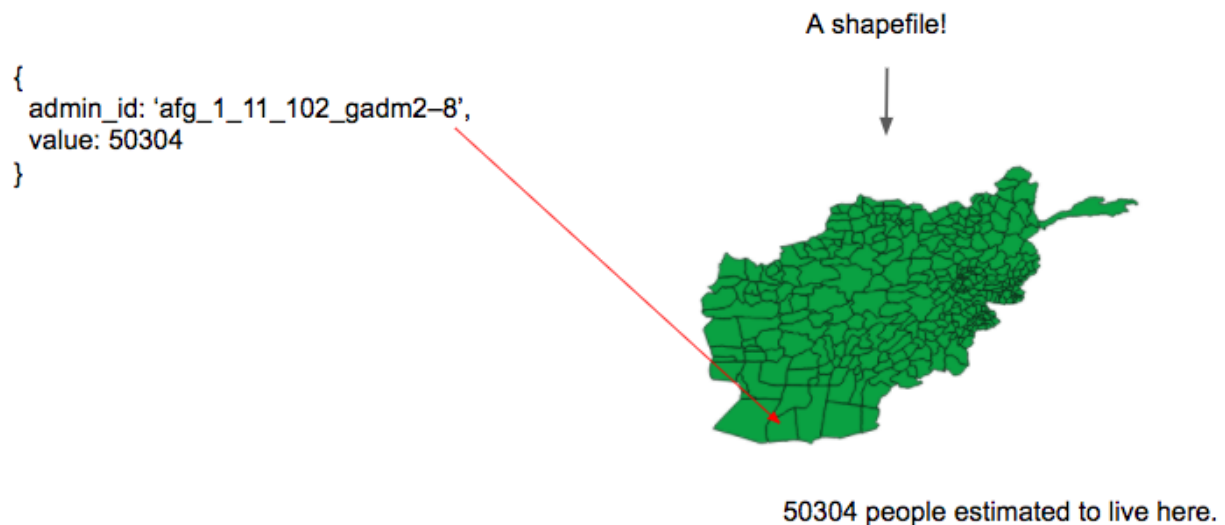 A shapefile!
{
admin_id: ‘afg_1_11_102_gadm2–8’,
value: 50304
}
50304 people estimated to live here.